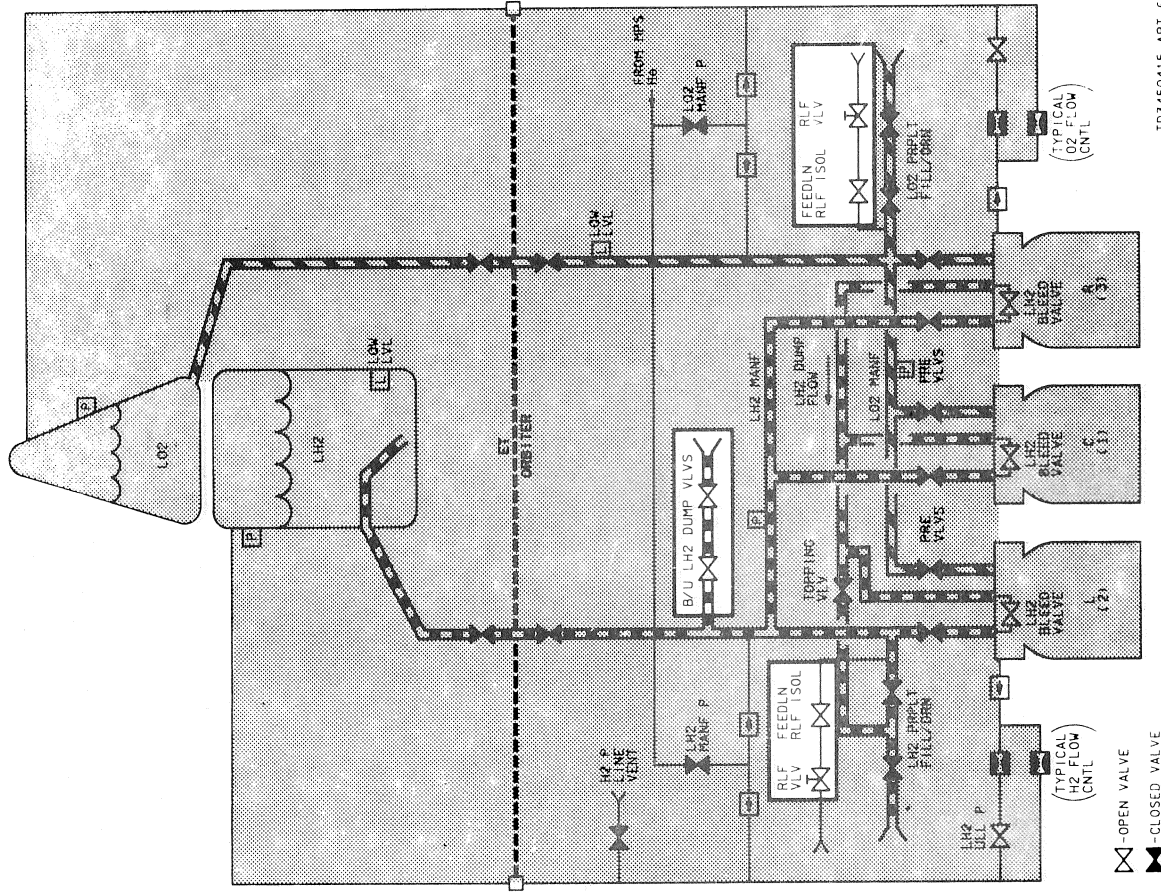 LO2
P
LH2
P
LOW
LVL
L
ET
ORBITER
LOW
LVL
L
FROM MPS
He
LO2
MANF P
H2 P
LINE
VENT
LH2
MANF P
B/U LH2 DUMP VLVS
FEEDLN
RLF ISOL
RLF
VLV
RLF
VLV
FEEDLN
RLF ISOL
LH2 MANF
P
LH2 DUMP
FLOW
TOPPING
VLV
LO2 MANF
P
LO2 PRPLT
FILL/DRN
LH2 PRPLT
FILL/DRN
PRE
VLVS
PRE
VLVS
LH2
BLEED
VALVE
L
(2)
LH2
BLEED
VALVE
C
(1)
LH2
BLEED
VALVE
R
(3)
LH2
ULL P
(TYPICAL
H2 FLOW
CNTL)
(TYPICAL
O2 FLOW
CNTL)
-OPEN VALVE
-CLOSED VALVE